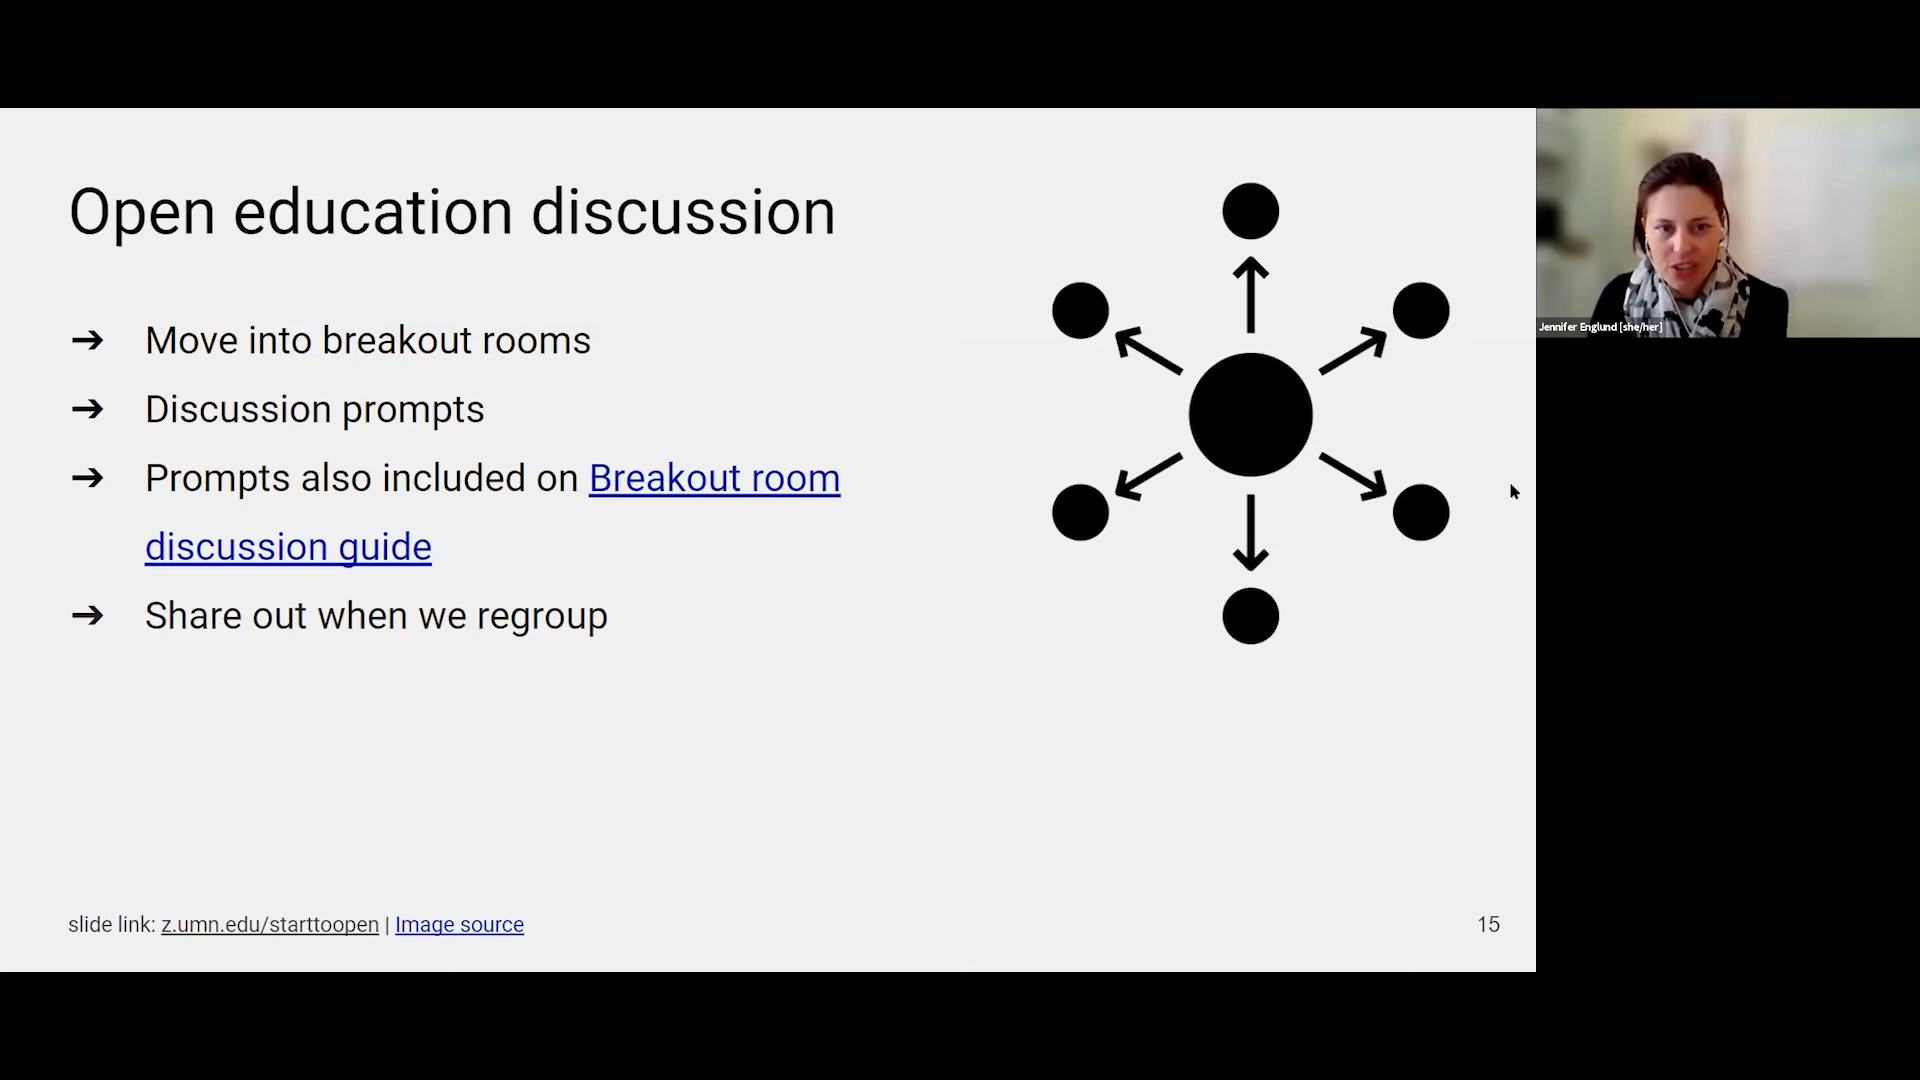 Open education discussion
➔ Move into breakout rooms
➔ Discussion prompts
➔ Prompts also included on Breakout room
discussion guide
➔ Share out when we regroup
slide link: z.umn.edu/starttoopen | Image source
15
Jennifer Englund [she/her]